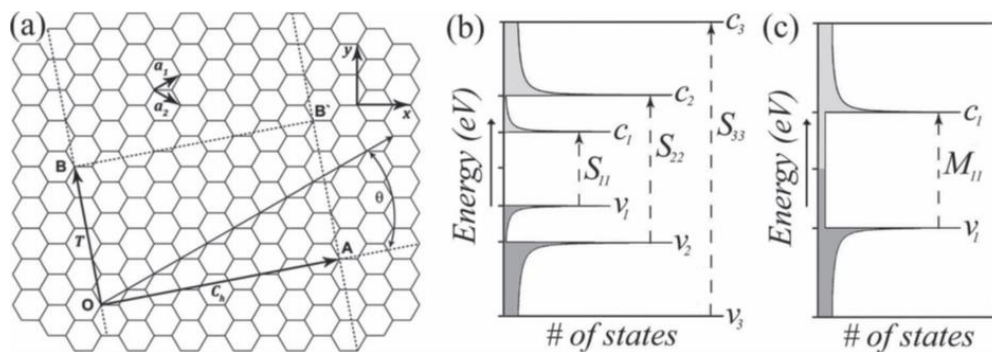 (a)
a₁
a₂
y
x
B`
B
θ
T
A
O
Cₕ
(b)
Energy (eV)
c₃
c₂
c₁
S₁₁
S₂₂
S₃₃
v₁
v₂
v₃
# of states
(c)
Energy (eV)
c₁
M₁₁
v₁
# of states